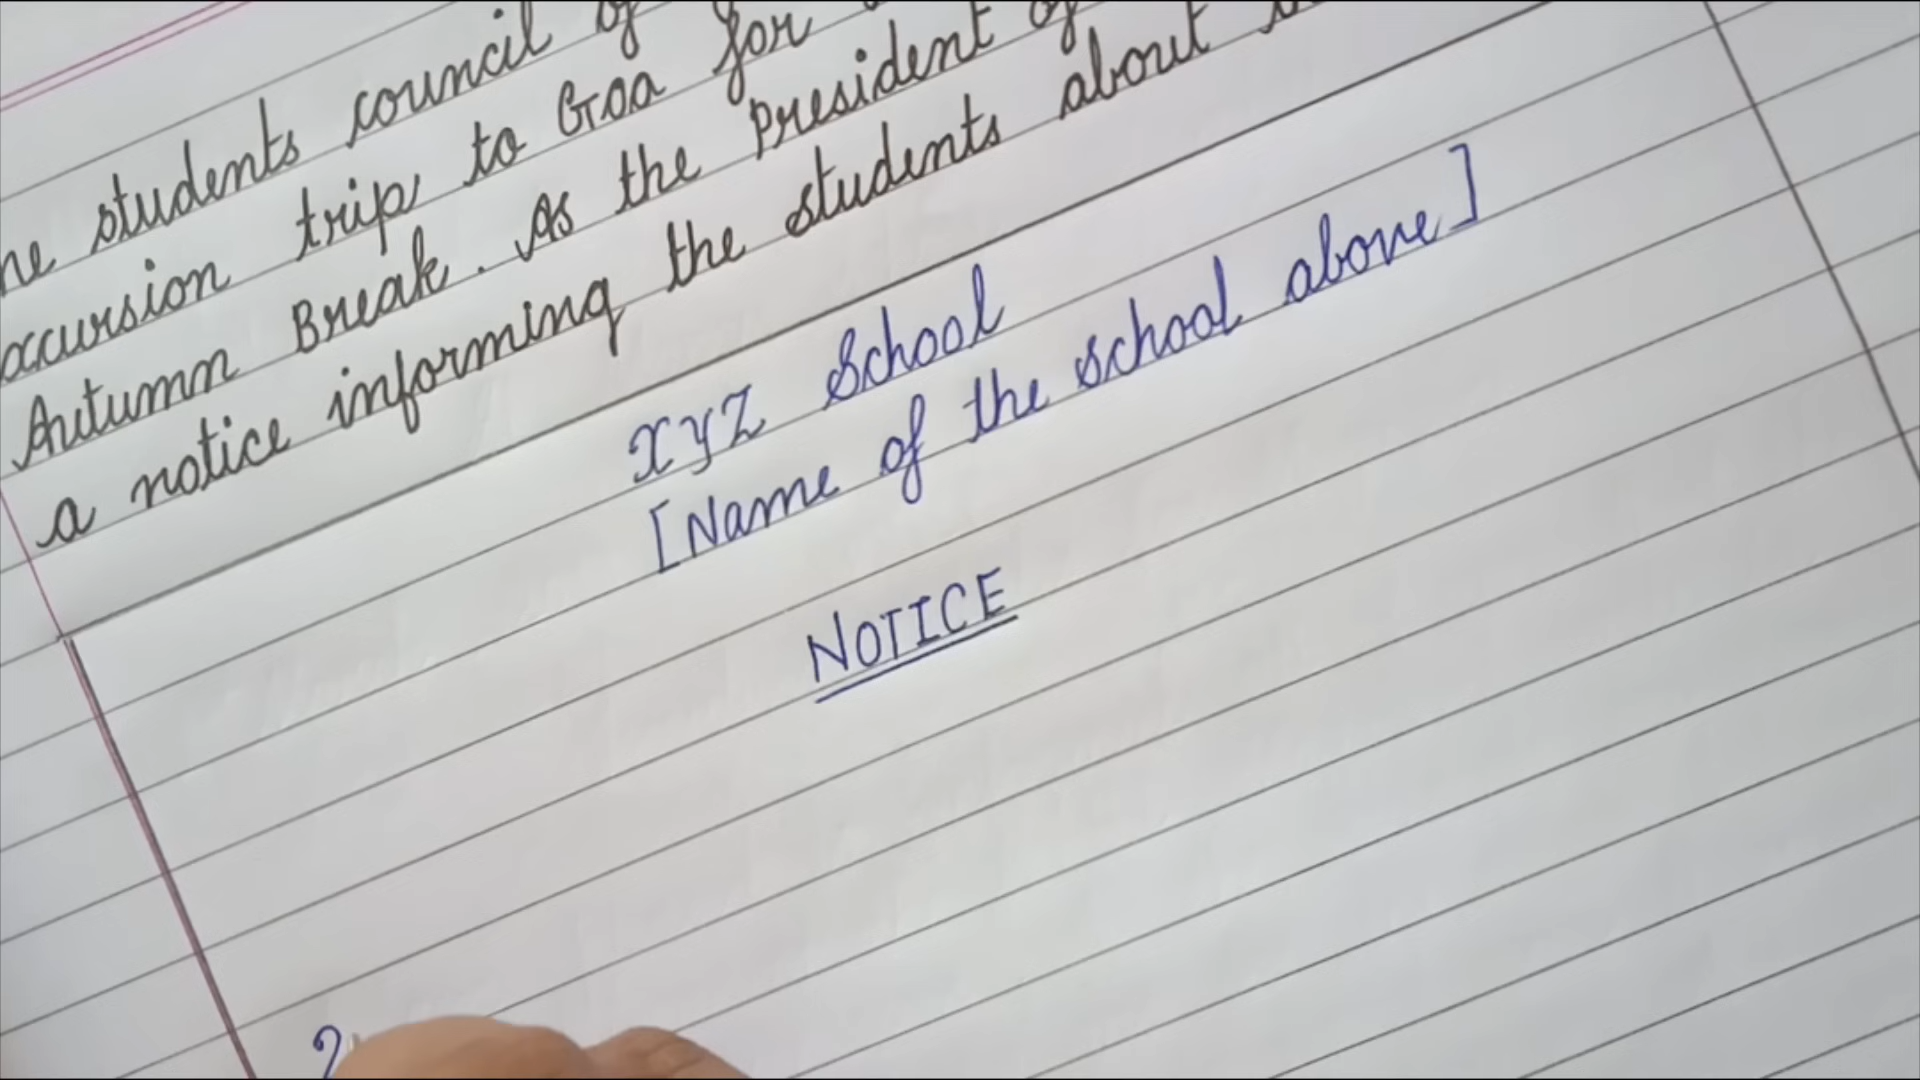 students council of
trip to Goa for
Autumn Break. As the President of
a notice informing the students about
XYZ School
[Name of the school above]
NOTICE
2